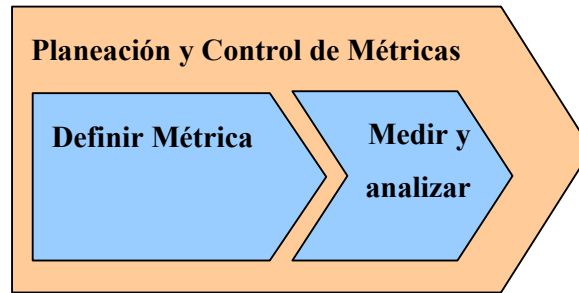 Planeación y Control de Métricas
Definir Métrica
Medir y
analizar